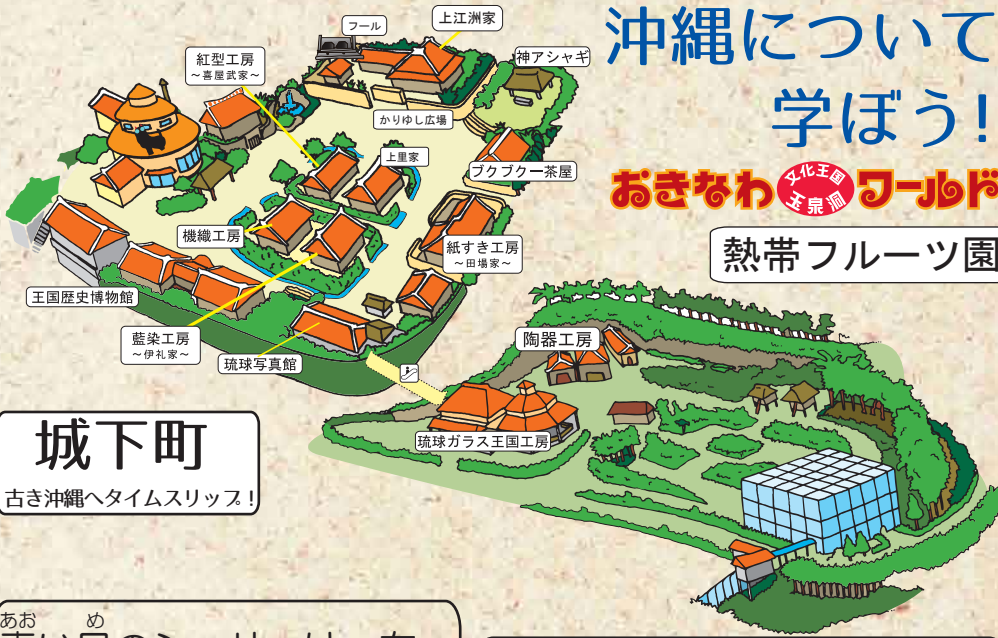 沖縄について
学ぼう!
おきなわ
文化王国
玉泉洞
ワールド
熱帯フルーツ園
フール
上江洲家
神アシャギ
紅型工房
～喜屋武家～
かりゆし広場
上里家
ブクブクー茶屋
機織工房
紙すき工房
～田場家～
王国歴史博物館
藍染工房
～伊礼家～
琉球写真館
陶器工房
琉球ガラス王国工房
城下町
古き沖縄へタイムスリップ!
あお め